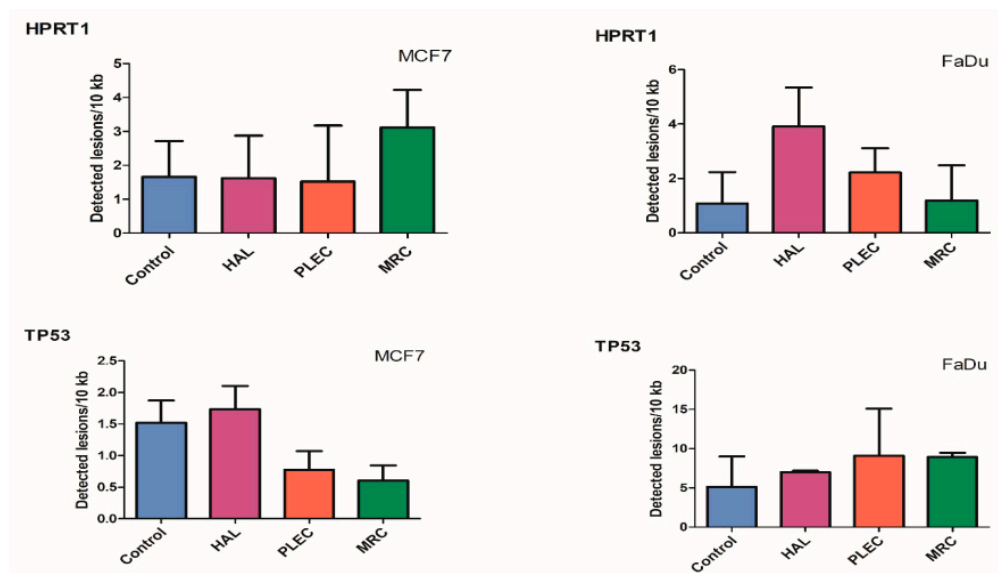 HPRT1
MCF7
Detected lesions/10 kb
5
4
3
2
1
0
Control
HAL
PLEC
MRC
HPRT1
FaDu
Detected lesions/10 kb
6
4
2
0
Control
HAL
PLEC
MRC
TP53
MCF7
Detected lesions/10 kb
2.5
2.0
1.5
1.0
0.5
0.0
Control
HAL
PLEC
MRC
TP53
FaDu
Detected lesions/10 kb
20
15
10
5
0
Control
HAL
PLEC
MRC